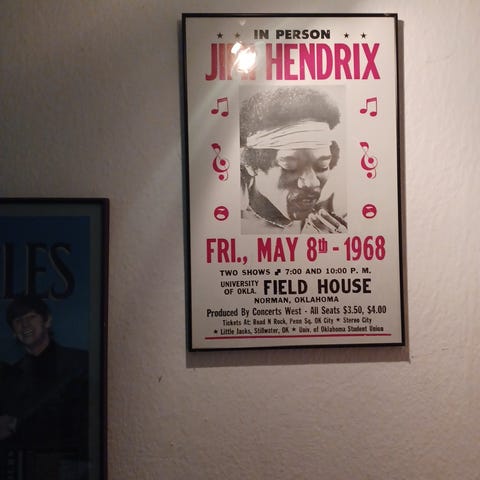 IN PERSON
JIMI HENDRIX
FRI., MAY 8th - 1968
TWO SHOWS 7:00 AND 10:00 P. M.
UNIVERSITY OF OKLA. FIELD HOUSE
NORMAN, OKLAHOMA
Produced By Concerts West - All Seats $3.50, $4.00
Tickets At: Boad N Rock, Penn Sq. OK City ★ Stereo City
★ Little Jacks, Stillwater, OK ★ Univ. of Oklahoma Student Union
LES